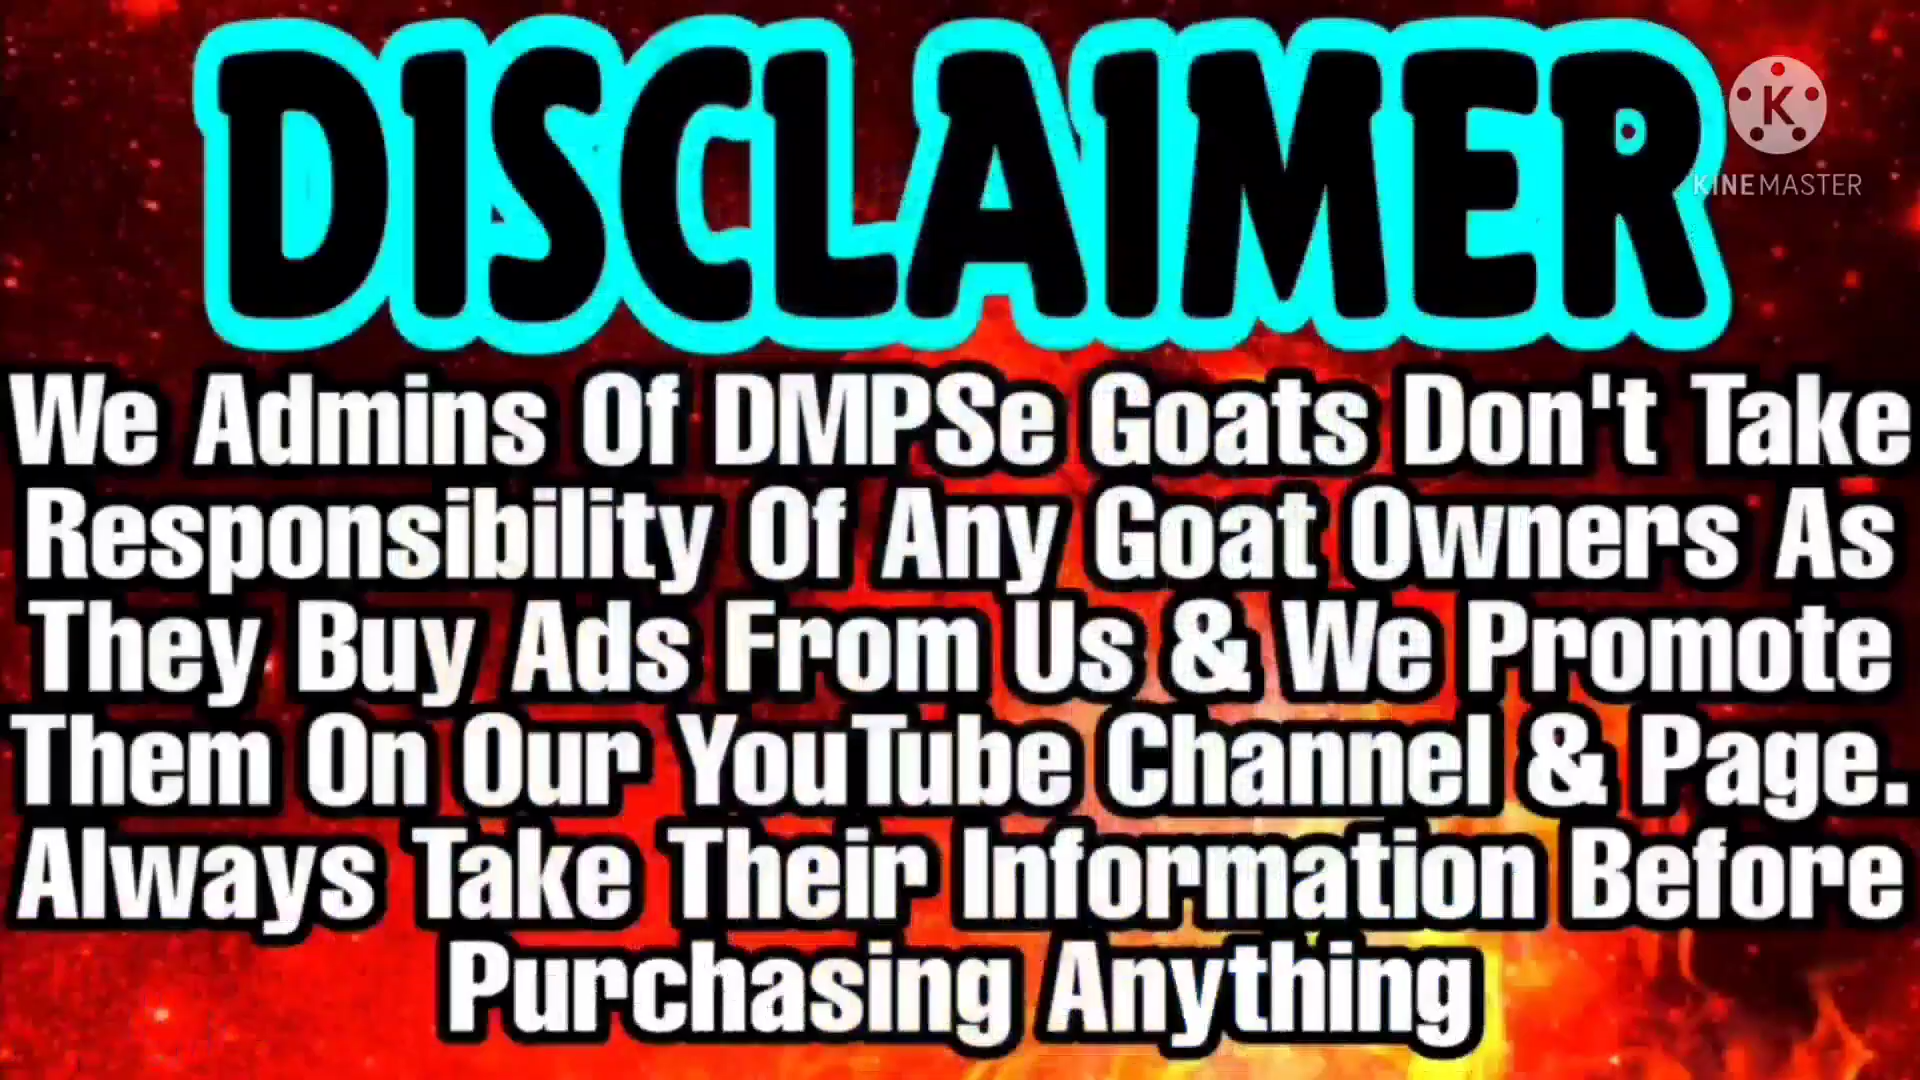 DISCLAIMER
K
KINEMASTER
We Admins Of DMPSe Goats Don't Take
Responsibility Of Any Goat Owners As
They Buy Ads From Us & We Promote
Them On Our YouTube Channel & Page.
Always Take Their Information Before
Purchasing Anything